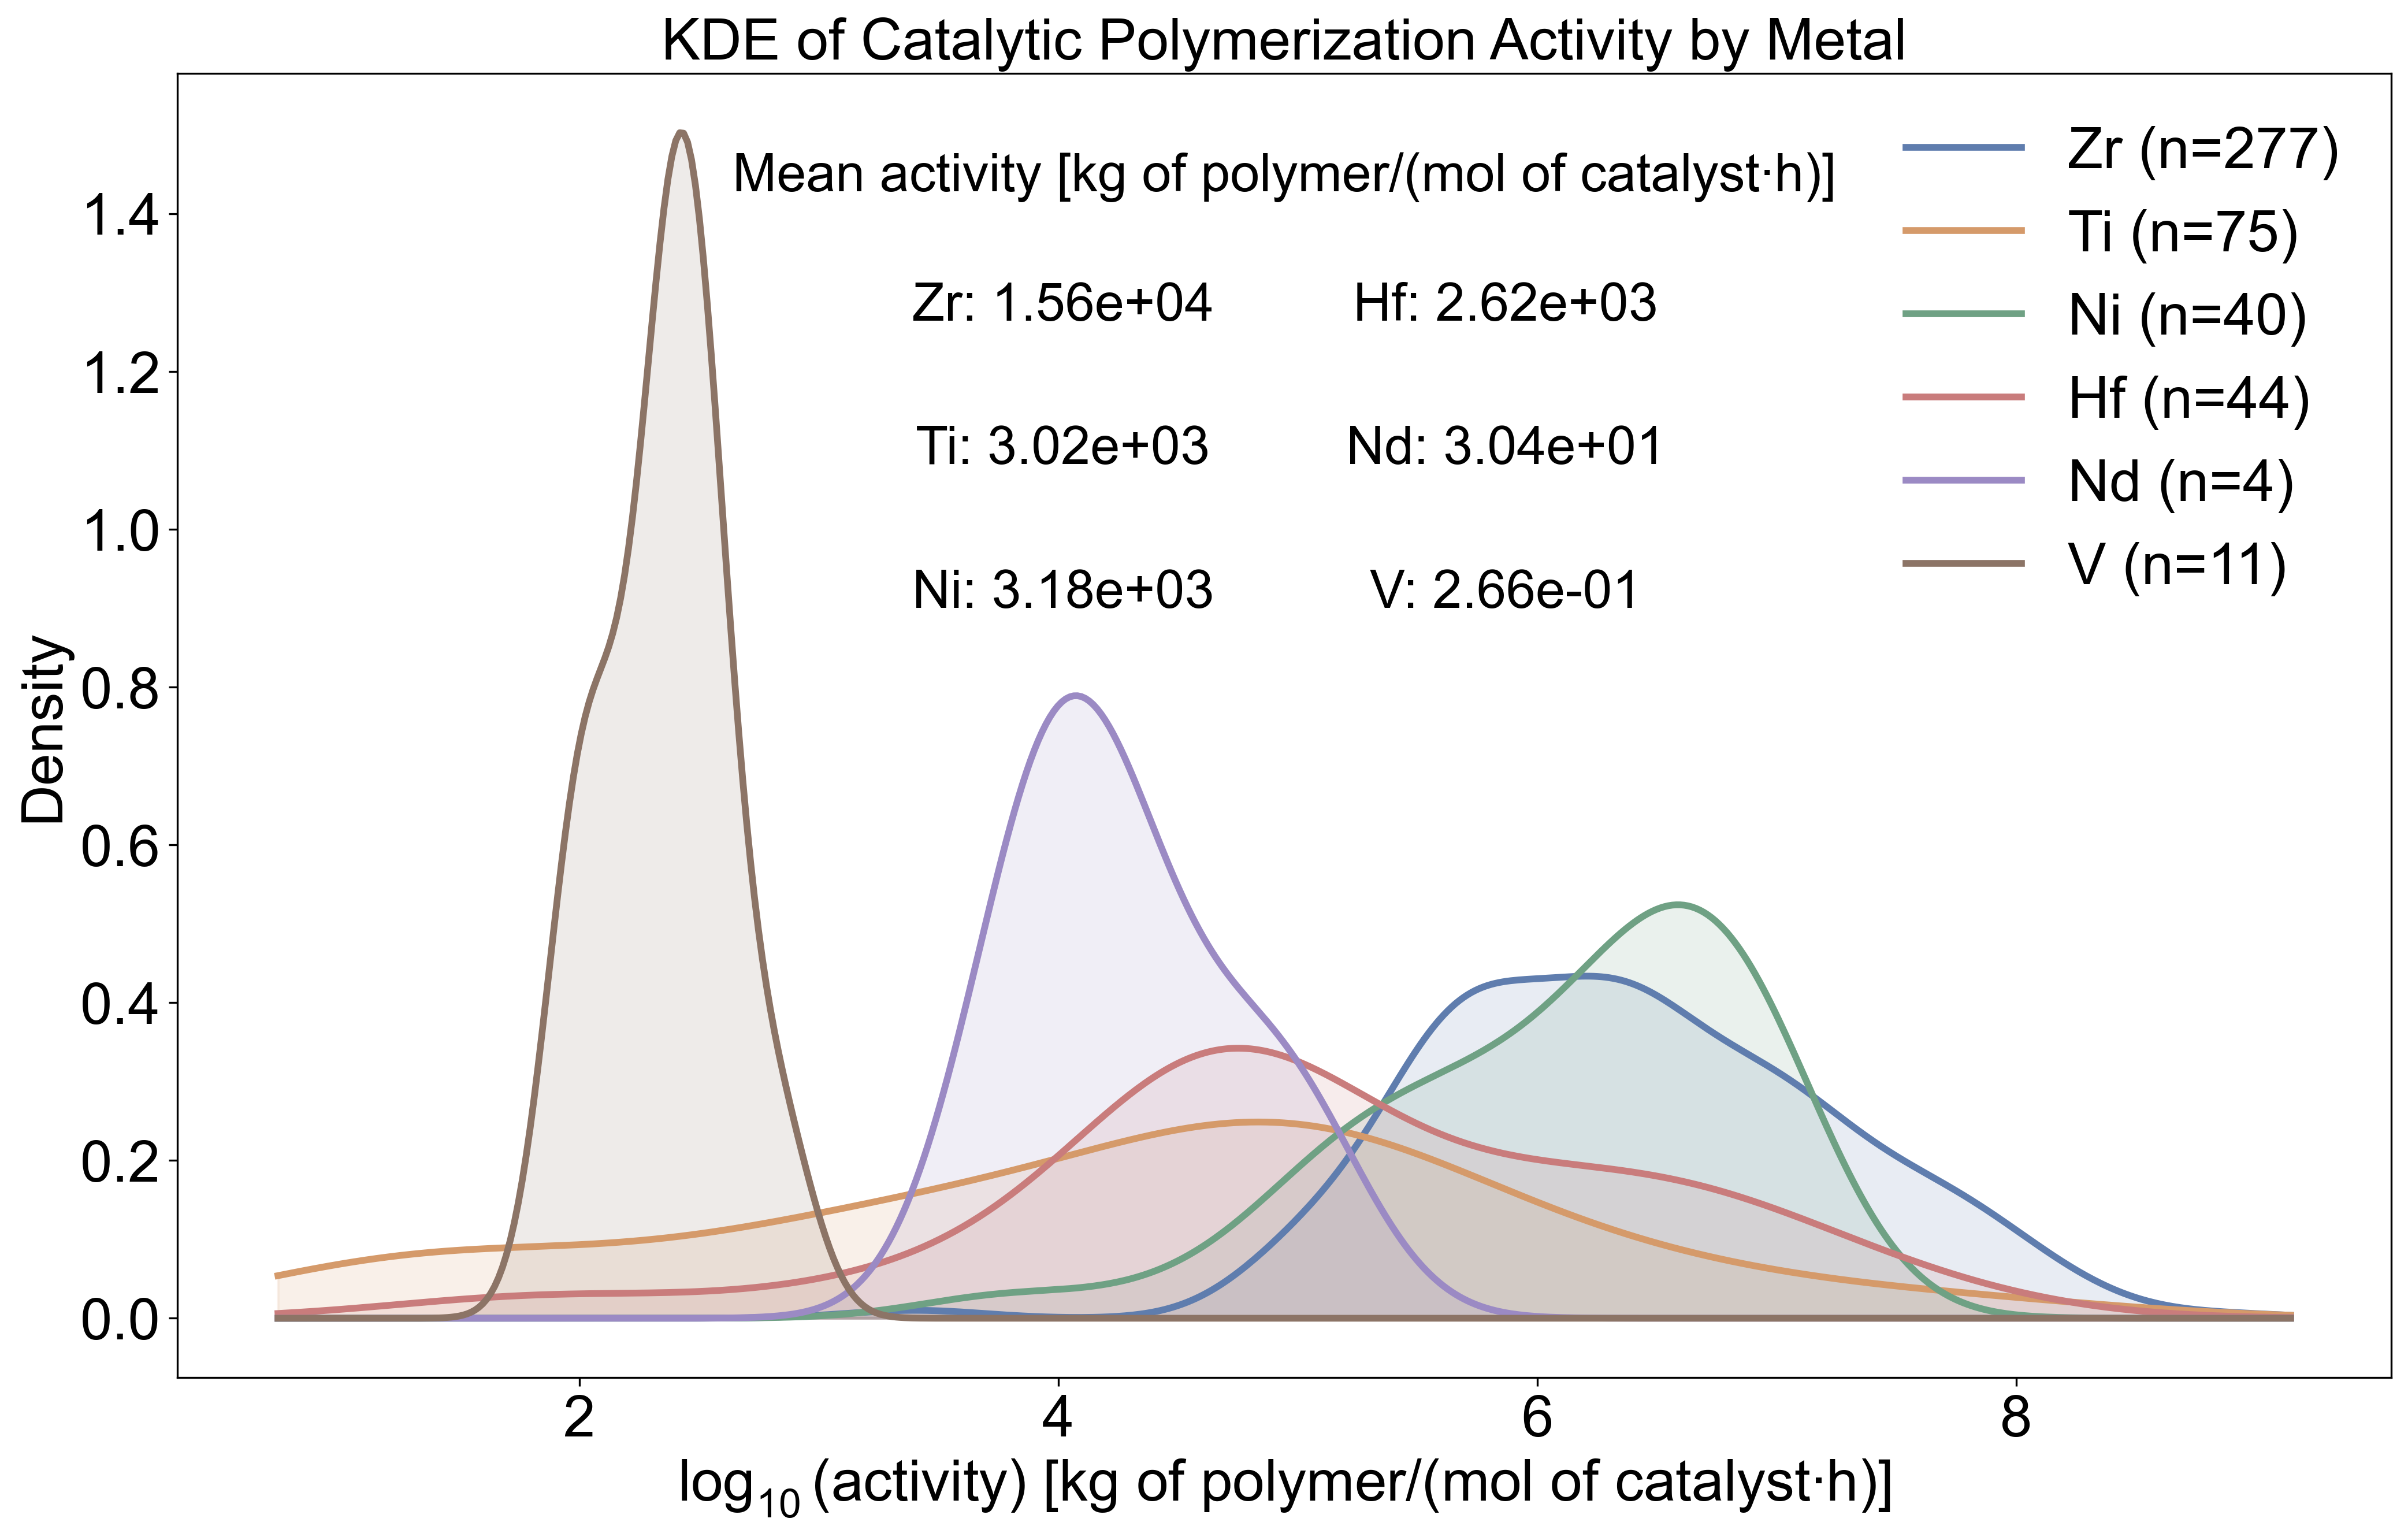 KDE of Catalytic Polymerization Activity by Metal
Mean activity [kg of polymer/(mol of catalyst·h)]
Zr: 1.56e+04 Hf: 2.62e+03
Ti: 3.02e+03 Nd: 3.04e+01
Ni: 3.18e+03 V: 2.66e-01
Zr (n=277)
Ti (n=75)
Ni (n=40)
Hf (n=44)
Nd (n=4)
V (n=11)
Density
1.4
1.2
1.0
0.8
0.6
0.4
0.2
0.0
2 4 6 8
log₁₀ (activity) [kg of polymer/(mol of catalyst·h)]